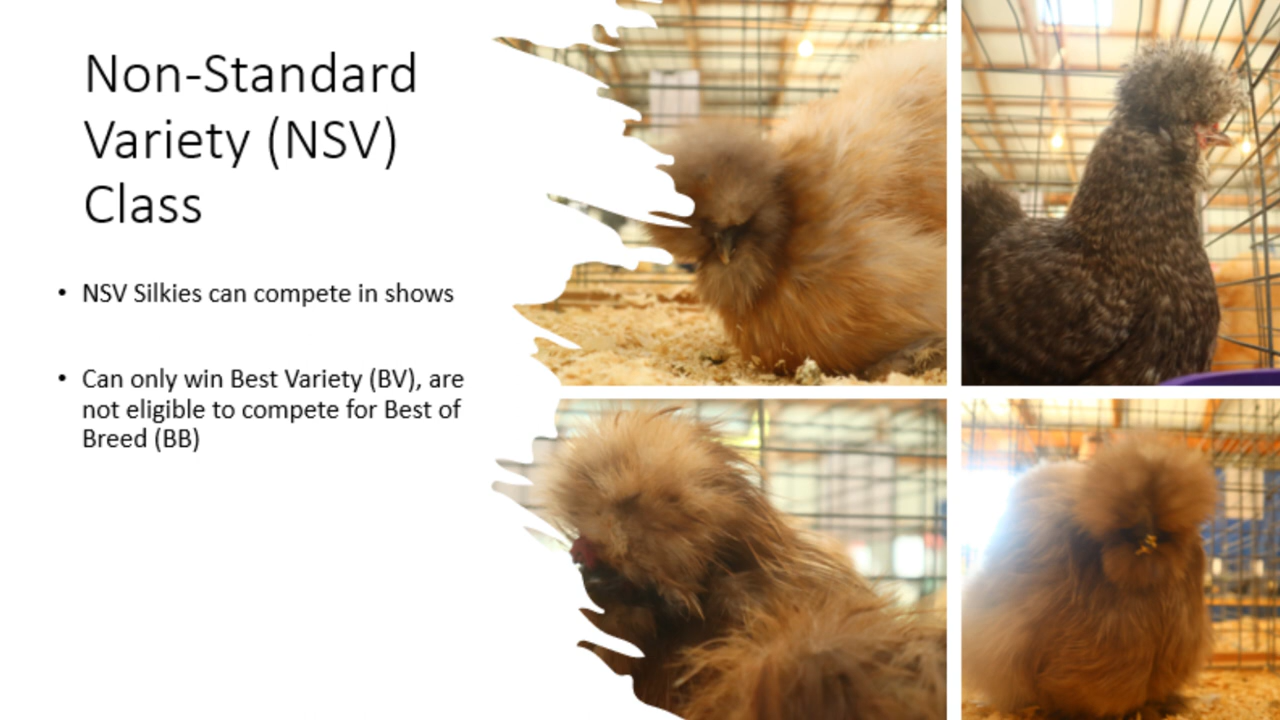 Non-Standard
Variety (NSV)
Class
• NSV Silkies can compete in shows
• Can only win Best Variety (BV), are
not eligible to compete for Best of
Breed (BB)